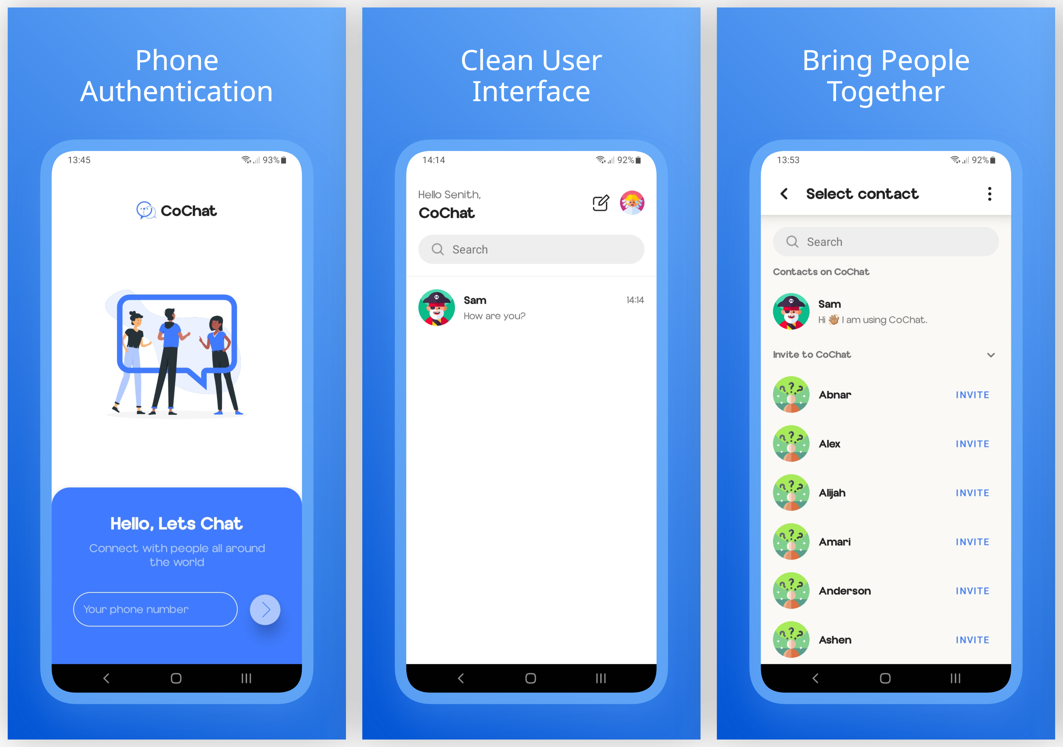 Phone
Authentication
13:45
93%
CoChat
Hello, Lets Chat
Connect with people all around
the world
Your phone number
Clean User
Interface
14:14
92%
Hello Senith,
CoChat
Search
Sam
14:14
How are you?
Bring People
Together
13:53
92%
Select contact
Search
Contacts on CoChat
Sam
Hi 👋🏽 I am using CoChat.
Invite to CoChat
Abnar
INVITE
Alex
INVITE
Alijah
INVITE
Amari
INVITE
Anderson
INVITE
Ashen
INVITE